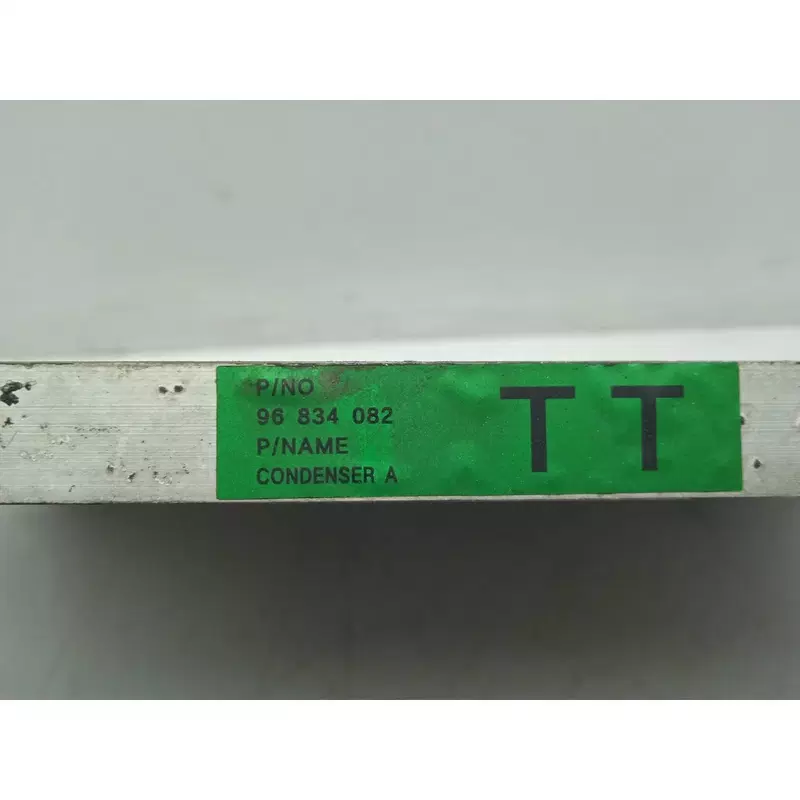 P/NO
96 834 082
P/NAME
CONDENSER A
TT